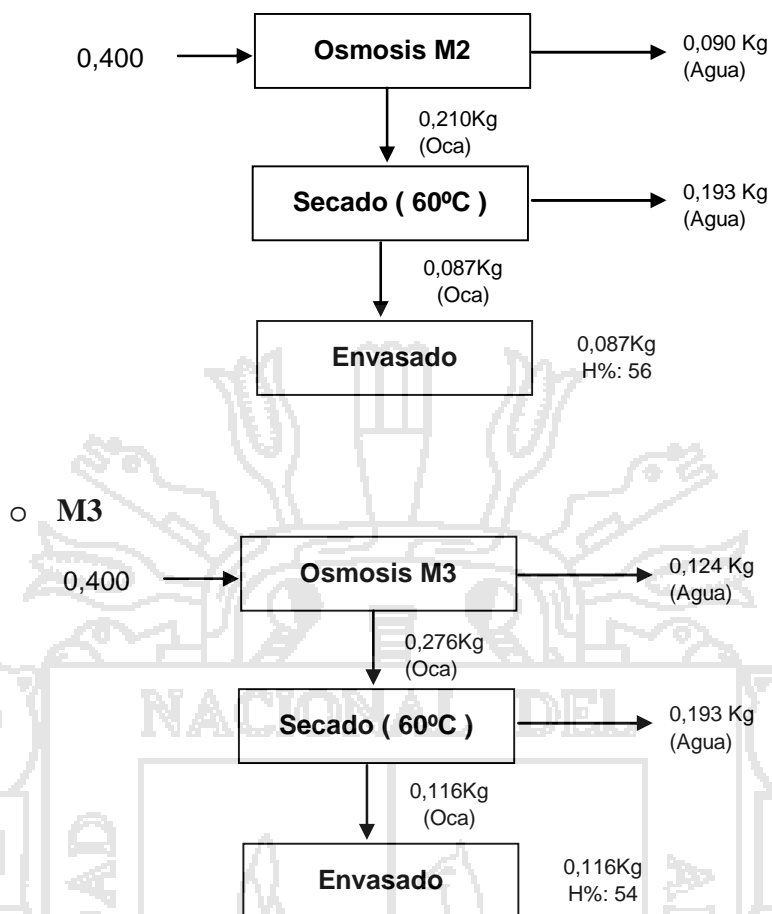 0,400
Osmosis M2
0,090 Kg
(Agua)
0,210Kg
(Oca)
Secado ( 60ºC )
0,193 Kg
(Agua)
0,087Kg
(Oca)
Envasado
0,087Kg
H%: 56
o M3
0,400
Osmosis M3
0,124 Kg
(Agua)
0,276Kg
(Oca)
NACIONAL DEL
Secado ( 60ºC )
0,193 Kg
(Agua)
0,116Kg
(Oca)
Envasado
0,116Kg
H%: 54